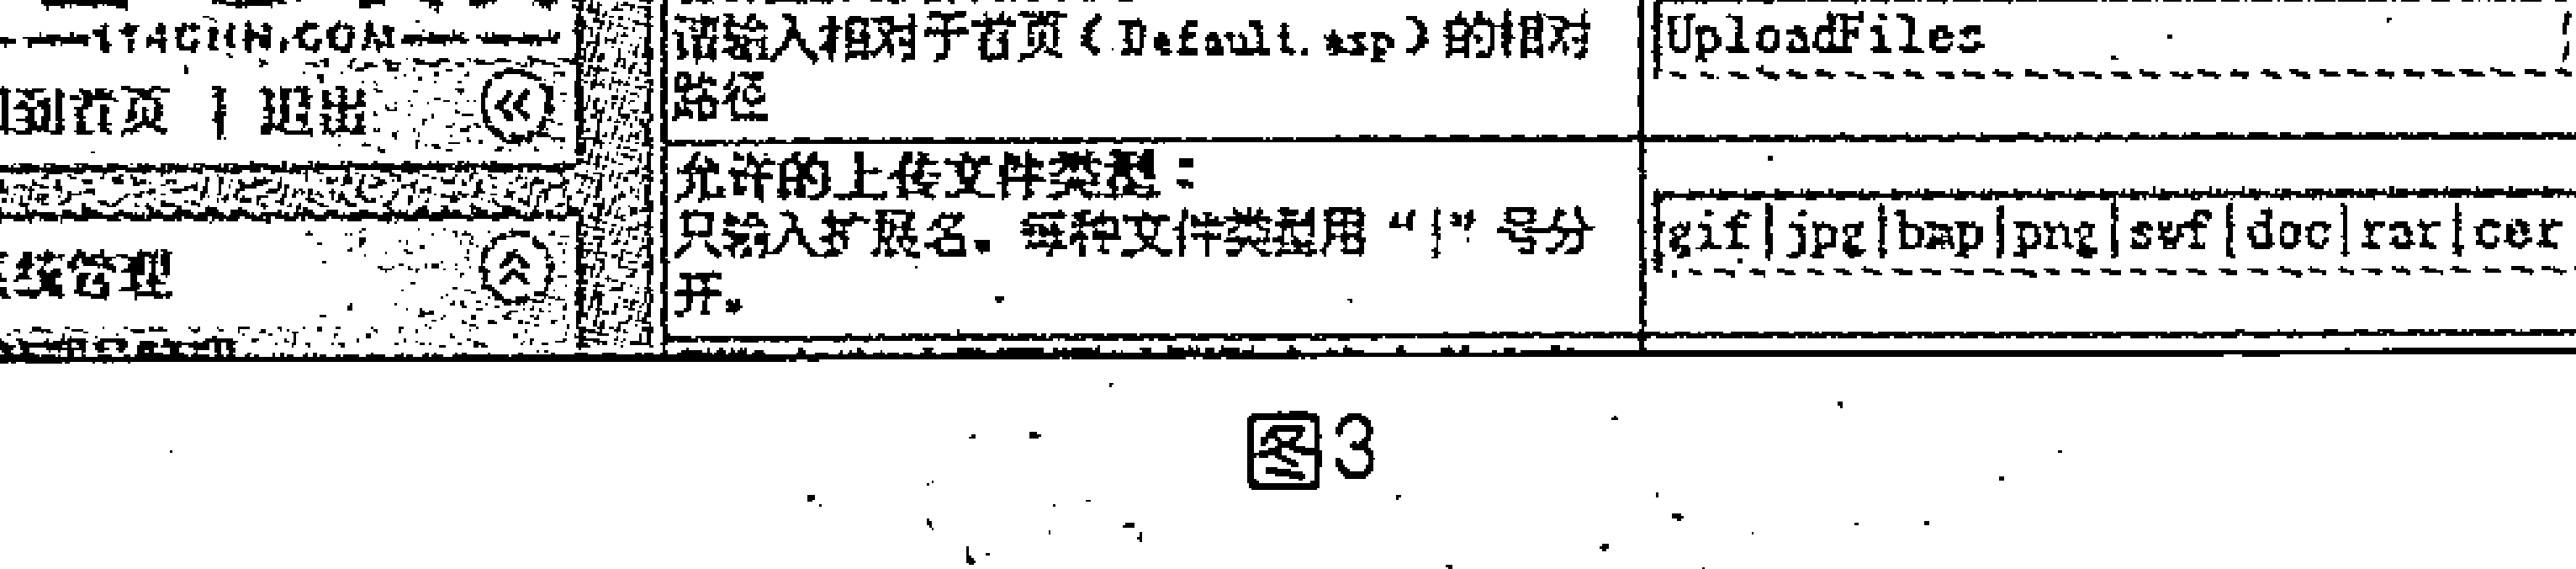 请输入相对于首页(Default.asp)的相对
路径
UploadFiles
到首页 | 退出
允许的上传文件类型:
只输入扩展名。每种文件类型用“|”号分
开。
gif|jpg|bmp|png|swf|doc|rar|cer
系统管理
图3